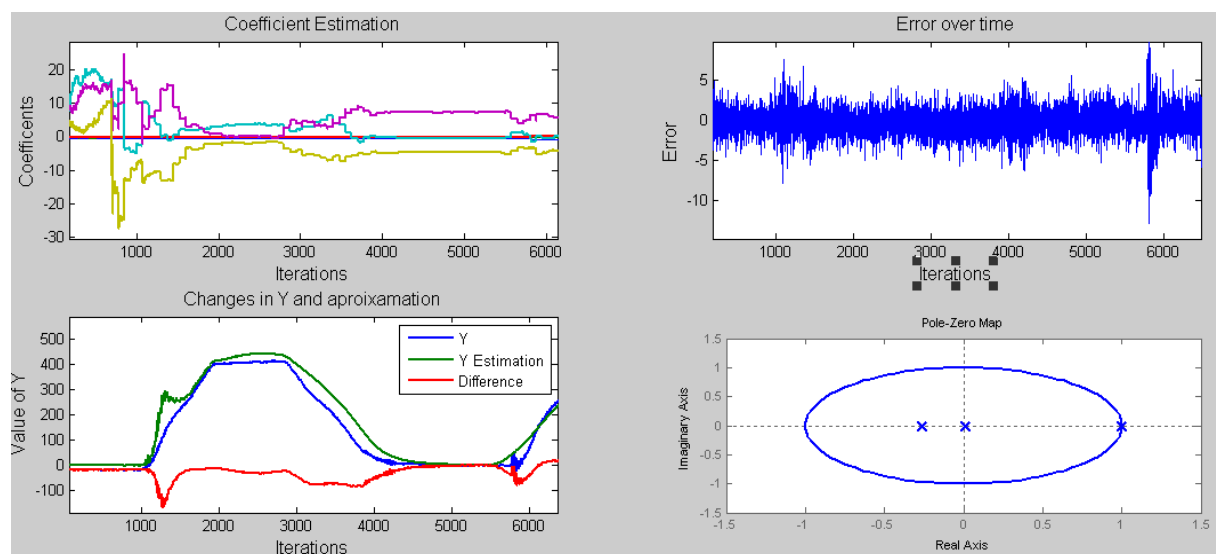 Coefficient Estimation
20
10
0
-10
-20
-30
Coefficents
1000 2000 3000 4000 5000 6000
Iterations
Error over time
5
0
-5
-10
Error
1000 2000 3000 4000 5000 6000
Iterations
Changes in Y and aproixamation
500
400
300
200
100
0
-100
Value of Y
Y
Y Estimation
Difference
1000 2000 3000 4000 5000 6000
Iterations
Pole-Zero Map
1.5
1
0.5
0
-0.5
-1
-1.5
Imaginary Axis
-1.5 -1 -0.5 0 0.5 1 1.5
Real Axis